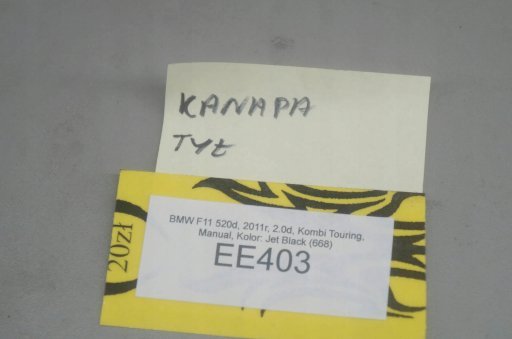 KANAPA
TYŁ
BMW F11 520d, 2011r, 2.0d, Kombi Touring,
Manual, Kolor: Jet Black (668)
EE403
20zł